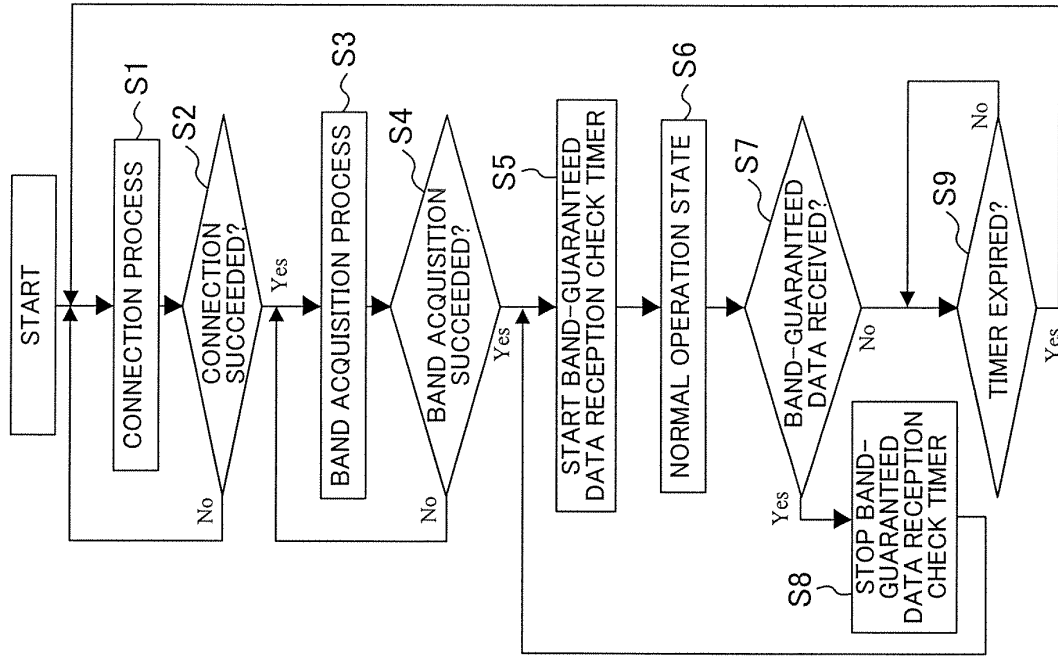 START
CONNECTION PROCESS
S1
CONNECTION
SUCCEEDED?
S2
No
Yes
BAND ACQUISITION PROCESS
S3
BAND ACQUISITION
SUCCEEDED?
S4
No
Yes
START BAND-GUARANTEED
DATA RECEPTION CHECK TIMER
S5
NORMAL OPERATION STATE
S6
BAND-GUARANTEED
DATA RECEIVED?
S7
Yes
No
STOP BAND-
GUARANTEED
DATA RECEPTION
CHECK TIMER
S8
TIMER EXPIRED?
S9
No
Yes